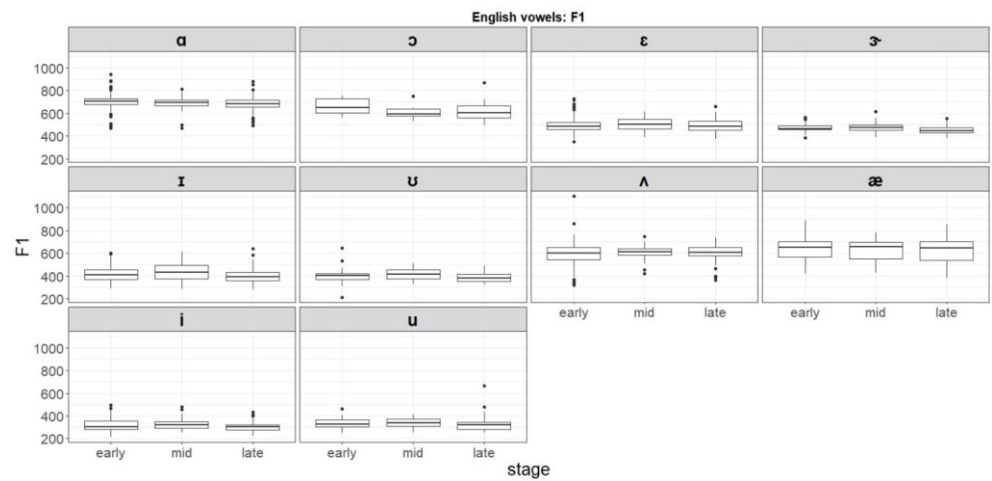 English vowels: F1
ɑ ɔ ɛ ɝ
1000
800
600
400
200
ɪ ʊ ʌ æ
1000
800
600
400
200
F1
early mid late early mid late
i u
1000
800
600
400
200
early mid late early mid late
stage